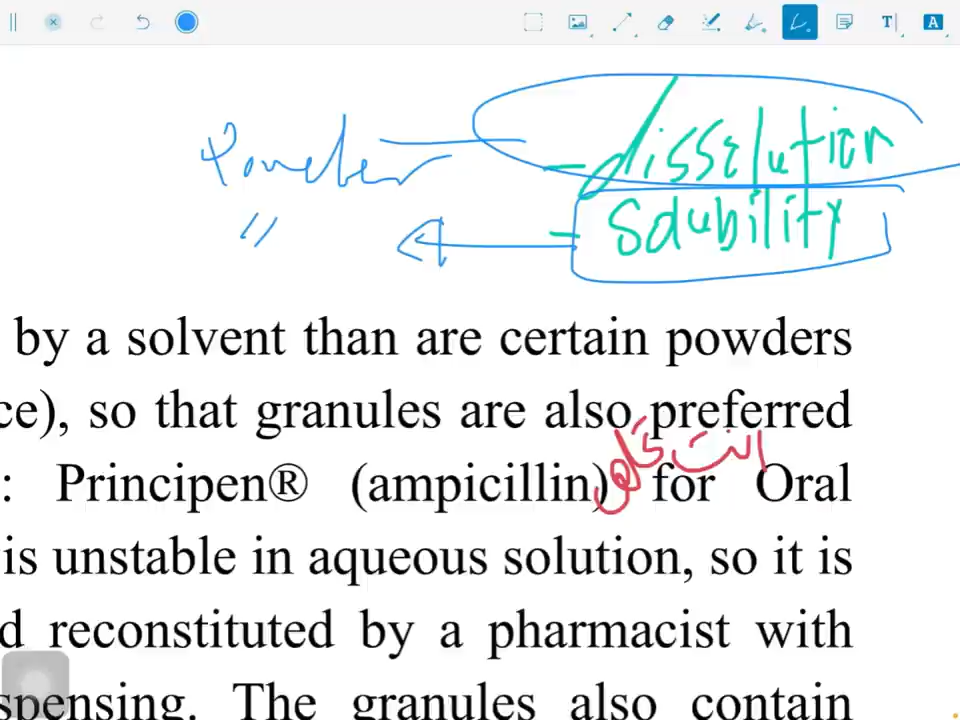 T A
Powder - dissolution
" - Solubility
by a solvent than are certain powders
ce), so that granules are also preferred
: Principen® (ampicillin) for Oral
is unstable in aqueous solution, so it is
d reconstituted by a pharmacist with
spensing. The granules also contain